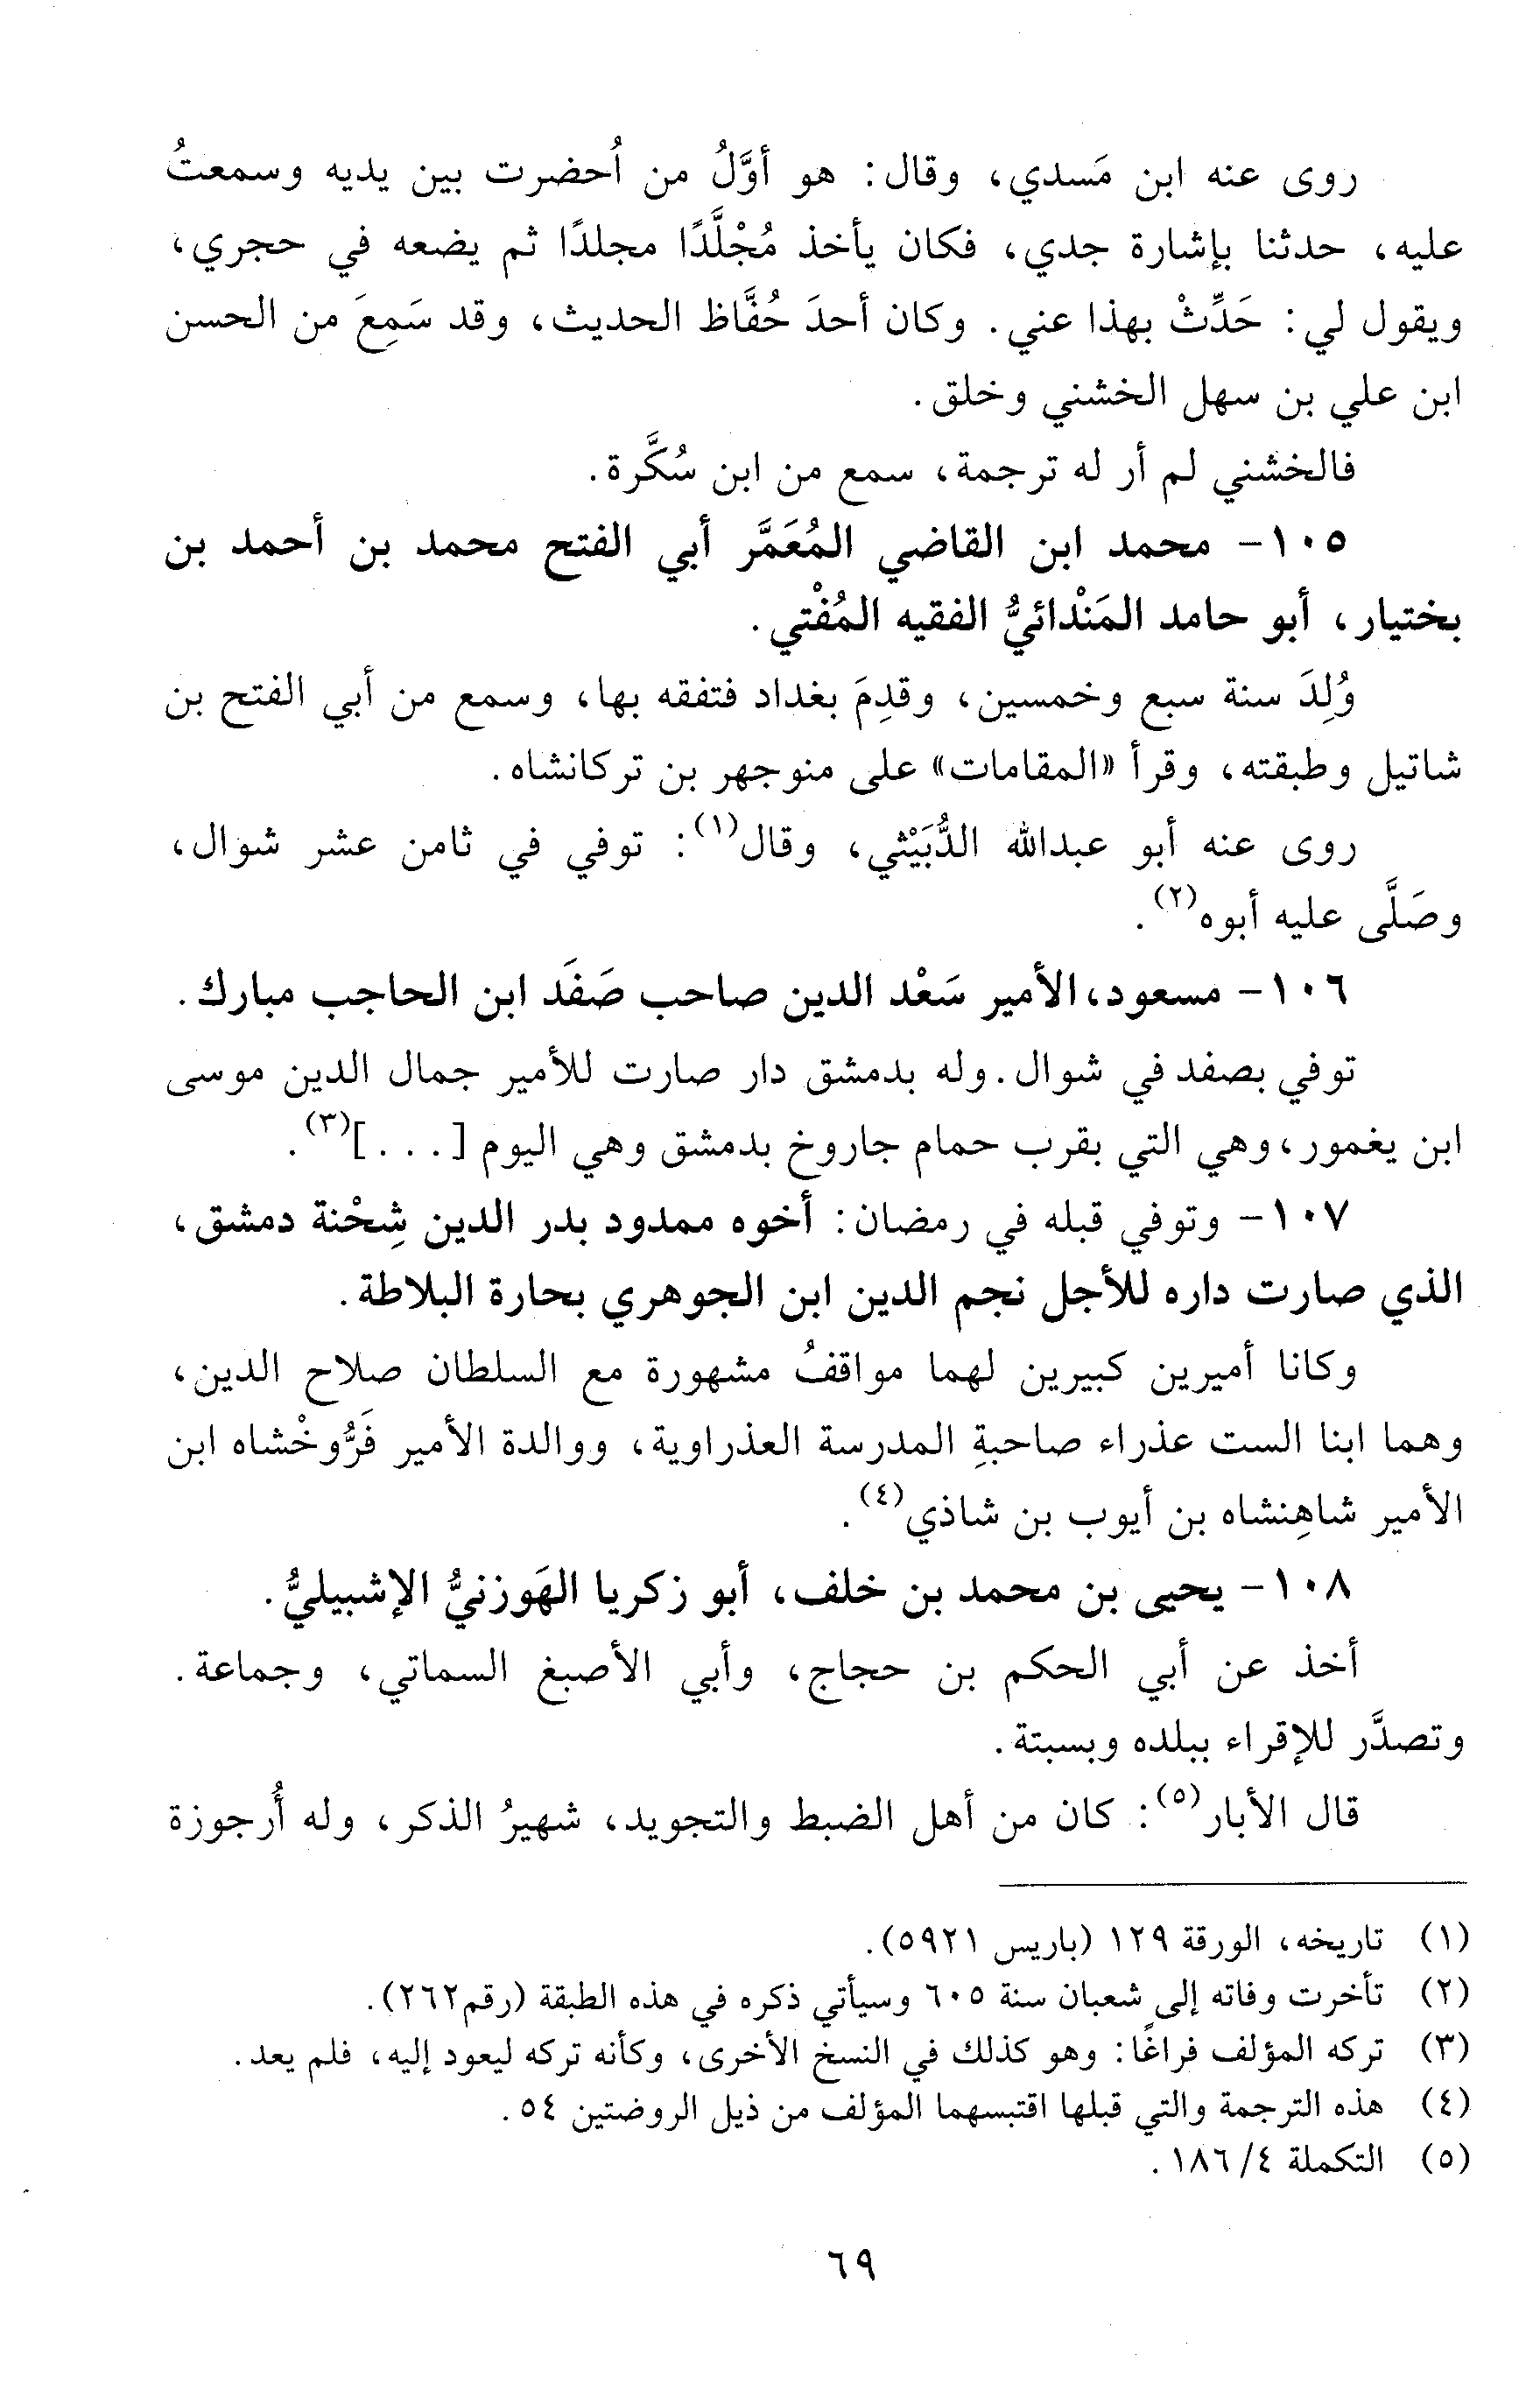 روى عنه ابن مَسدي، وقال: هو أوَّلُ من أُحضرت بين يديه وسمعتُ
عليه، حدثنا بإشارة جدي، فكان يأخذ مُجْلَّدًا مجلدًا ثم يضعه في حجري،
ويقول لي: حَدِّثْ بهذا عني. وكان أحدَ حُفَّاظ الحديث، وقد سَمِعَ من الحسن
ابن علي بن سهل الخشني وخلق.
فالخشني لم أر له ترجمة، سمع من ابن سُكَّرة.
١٠٥- محمد ابن القاضي المُعَمَّر أبي الفتح محمد بن أحمد بن
بختيار، أبو حامد المَنْدائيُّ الفقيه المُفْتي.
وُلِدَ سنة سبع وخمسين، وقدِمَ بغداد فتفقه بها، وسمع من أبي الفتح بن
شاتيل وطبقته، وقرأ «المقامات» على منوجهر بن تركانشاه.
روى عنه أبو عبدالله الدُّبَيْثي، وقال(١): توفي في ثامن عشر شوال،
وصَلَّى عليه أبوه(٢).
١٠٦- مسعود، الأمير سَعْد الدين صاحب صَفَد ابن الحاجب مبارك.
توفي بصفد في شوال. وله بدمشق دار صارت للأمير جمال الدين موسى
ابن يغمور، وهي التي بقرب حمام جاروخ بدمشق وهي اليوم [...](٣).
١٠٧- وتوفي قبله في رمضان: أخوه ممدود بدر الدين شِحْنة دمشق،
الذي صارت داره للأجل نجم الدين ابن الجوهري بحارة البلاطة.
وكانا أميرين كبيرين لهما مواقفُ مشهورة مع السلطان صلاح الدين،
وهما ابنا الست عذراء صاحبةِ المدرسة العذراوية، ووالدة الأمير فَرُّوخْشاه ابن
الأمير شاهِنشاه بن أيوب بن شاذي(٤).
١٠٨- يحيى بن محمد بن خلف، أبو زكريا الهَوزنيُّ الإشبيليُّ.
أخذ عن أبي الحكم بن حجاج، وأبي الأصبغ السماتي، وجماعة.
وتصدَّر للإقراء ببلده وبسبتة.
قال الأبار(٥): كان من أهل الضبط والتجويد، شهيرُ الذكر، وله أُرجوزة
(١) تاريخه، الورقة ١٢٩ (باريس ٥٩٢١).
(٢) تأخرت وفاته إلى شعبان سنة ٦٠٥ وسيأتي ذكره في هذه الطبقة (رقم٢٦٢).
(٣) تركه المؤلف فراغًا: وهو كذلك في النسخ الأخرى، وكأنه تركه ليعود إليه، فلم يعد.
(٤) هذه الترجمة والتي قبلها اقتبسهما المؤلف من ذيل الروضتين ٥٤.
(٥) التكملة ٤/ ١٨٦.
٦٩